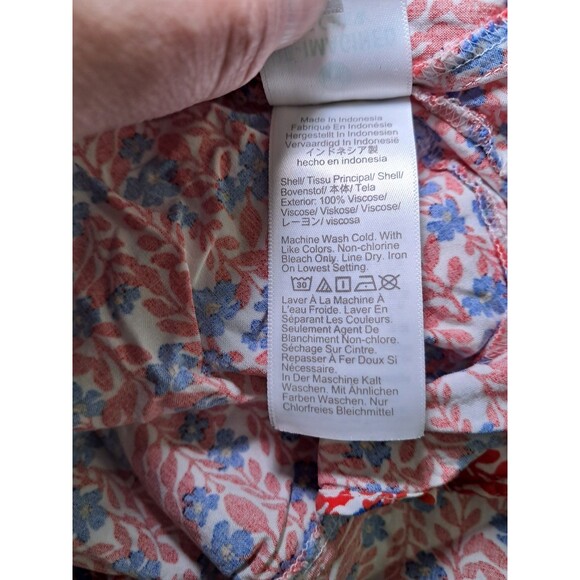 REIMAGINED
Made In Indonesia
Fabriqué En Indonésie
Hergestellt In Indonesien
Vervaardigd In Indonesien
インドネシア製
hecho en indonesia
Shell/ Tissu Principal/ Shell/
Bovenstof/ 本体/ Tela
Exterior: 100% Viscose/
Viscose/ Viskose/ Viscose/
レーヨン/ viscosa
Machine Wash Cold. With
Like Colors. Non-chlorine
Bleach Only. Line Dry. Iron
On Lowest Setting.
30
Laver À La Machine À
L'eau Froide. Laver En
Séparant Les Couleurs.
Seulement Agent De
Blanchiment Non-chlore.
Séchage Sur Cintre.
Repasser À Fer Doux Si
Nécessaire.
In Der Maschine Kalt
Waschen. Mit Ähnlichen
Farben Waschen. Nur
Chlorfreies Bleichmittel